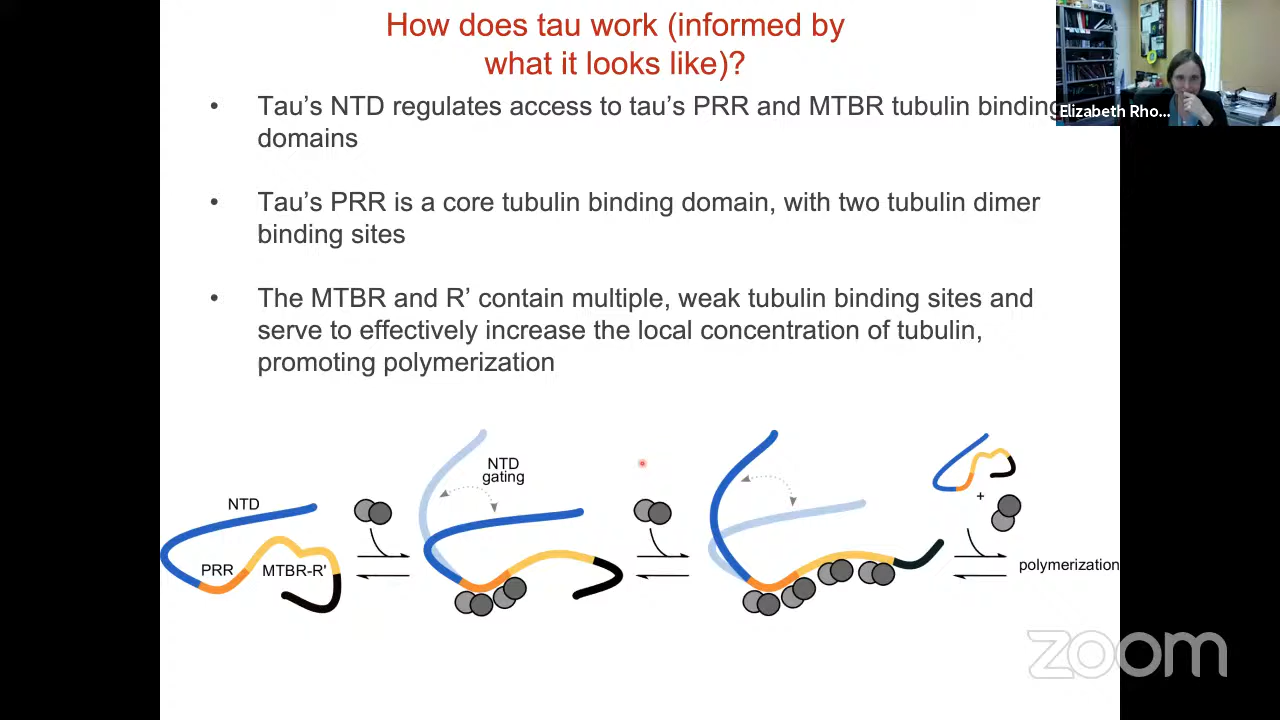 How does tau work (informed by
what it looks like)?
• Tau's NTD regulates access to tau's PRR and MTBR tubulin binding
domains
• Tau's PRR is a core tubulin binding domain, with two tubulin dimer
binding sites
• The MTBR and R' contain multiple, weak tubulin binding sites and
serve to effectively increase the local concentration of tubulin,
promoting polymerization
Elizabeth Rho...
NTD
PRR
MTBR-R'
NTD
gating
+
polymerization
zoom